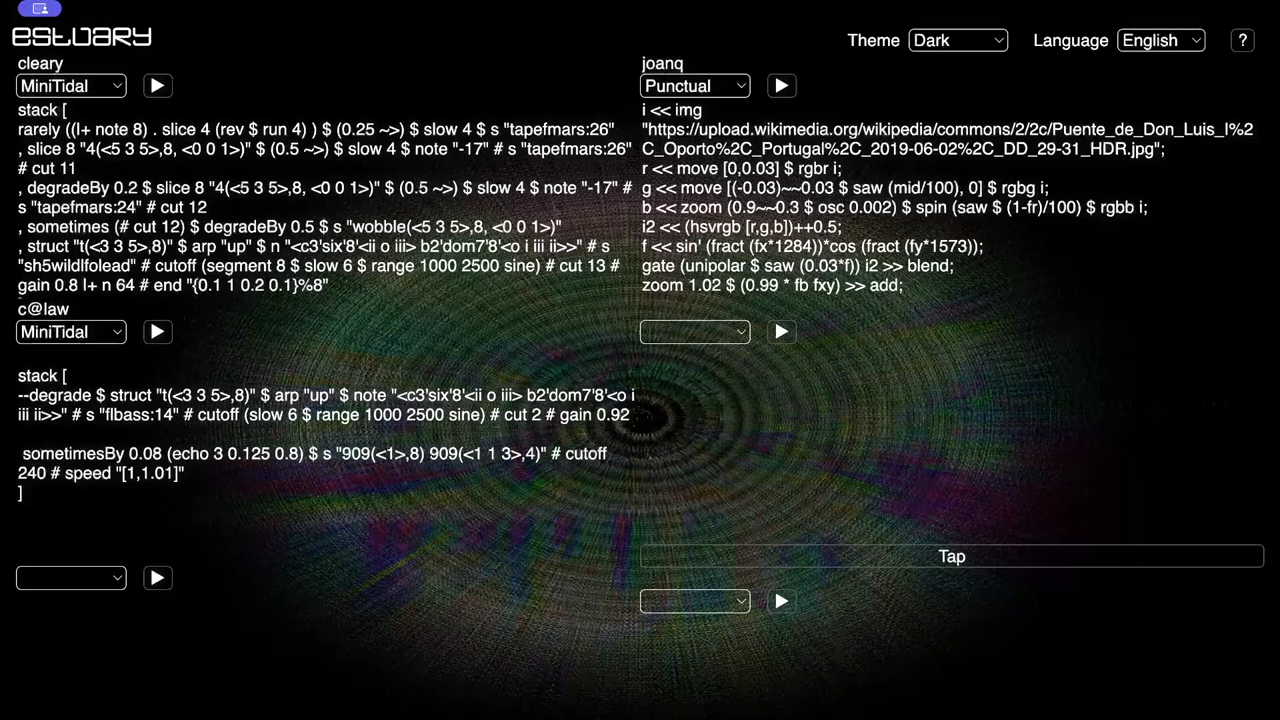 estuary
Theme Dark Language English ?
cleary
MiniTidal
stack [
rarely ((|+ note 8) . slice 4 (rev $ run 4) ) $ (0.25 ~>) $ slow 4 $ s "tapefmars:26"
, slice 8 "4(<5 3 5>,8, <0 0 1>)" $ (0.5 ~>) $ slow 4 $ note "-17" # s "tapefmars:26"
# cut 11
, degradeBy 0.2 $ slice 8 "4(<5 3 5>,8, <0 0 1>)" $ (0.5 ~>) $ slow 4 $ note "-17" #
s "tapefmars:24" # cut 12
, sometimes (# cut 12) $ degradeBy 0.5 $ s "wobble(<5 3 5>,8, <0 0 1>)"
, struct "t(<3 3 5>,8)" $ arp "up" $ n "<c3'six'8'<ii o iii> b2'dom7'8'<o i iii ii>>" # s
"sh5wildlfolead" # cutoff (segment 8 $ slow 6 $ range 1000 2500 sine) # cut 13 #
gain 0.8 |+ n 64 # end "{0.1 1 0.2 0.1}%8"
joanq
Punctual
i << img
"https://upload.wikimedia.org/wikipedia/commons/2/2c/Puente_de_Don_Luis_I%2
C_Oporto%2C_Portugal%2C_2019-06-02%2C_DD_29-31_HDR.jpg";
r << move [0,0.03] $ rgbr i;
g << move [(-0.03)~~0.03 $ saw (mid/100), 0] $ rgbg i;
b << zoom (0.9~~0.3 $ osc 0.002) $ spin (saw $ (1-fr)/100) $ rgbb i;
i2 << (hsvrgb [r,g,b])++0.5;
f << sin' (fract (fx*1284))*cos (fract (fy*1573));
gate (unipolar $ saw (0.03*f)) i2 >> blend;
zoom 1.02 $ (0.99 * fb fxy) >> add;
c@law
MiniTidal
stack [
--degrade $ struct "t(<3 3 5>,8)" $ arp "up" $ note "<c3'six'8'<ii o iii> b2'dom7'8'<o i
iii ii>>" # s "flbass:14" # cutoff (slow 6 $ range 1000 2500 sine) # cut 2 # gain 0.92
sometimesBy 0.08 (echo 3 0.125 0.8) $ s "909(<1>,8) 909(<1 1 3>,4)" # cutoff
240 # speed "[1,1.01]"
]
Tap